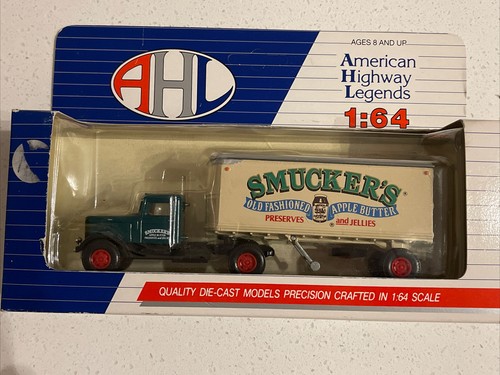 AGES 8 AND UP
AHL
American
Highway
Legends
1:64
SMUCKER'S
OLD FASHIONED APPLE BUTTER
PRESERVES and JELLIES
SMUCKER'S
QUALITY DIE-CAST MODELS PRECISION CRAFTED IN 1:64 SCALE